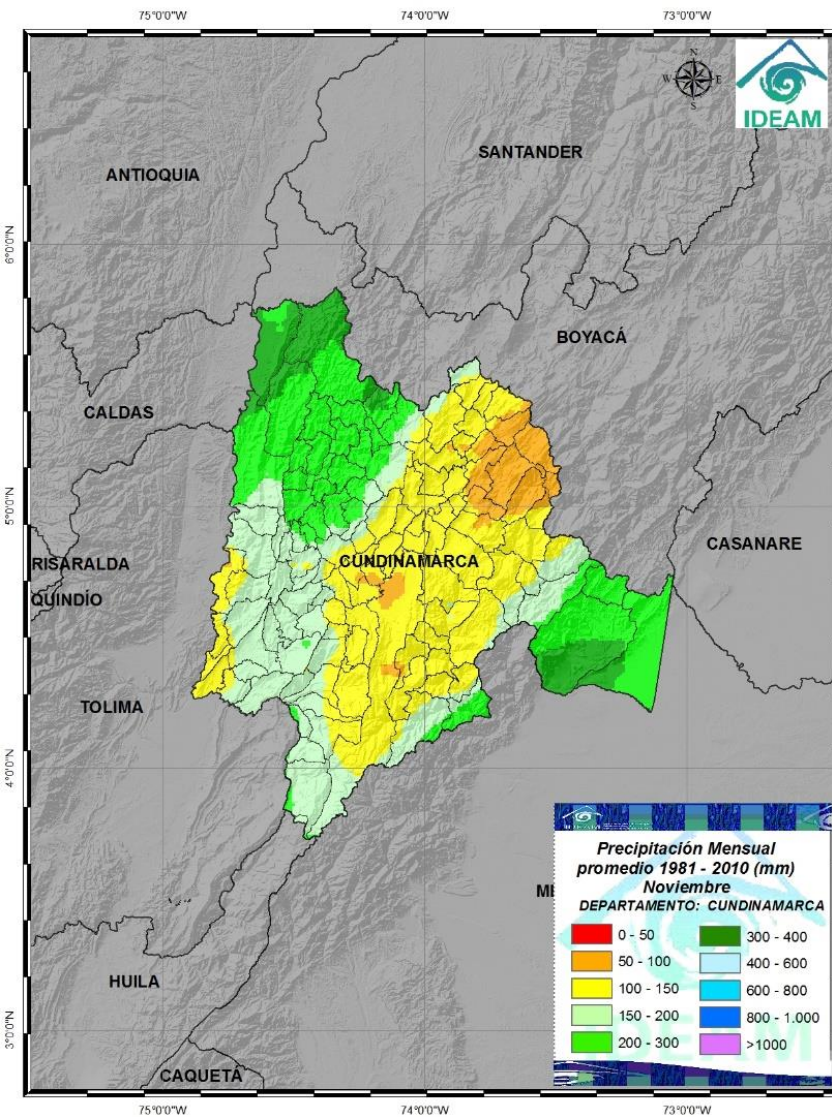 75°0'0"W 74°0'0"W 73°0'0"W
N
W E
S
IDEAM
SANTANDER
ANTIOQUIA
6°0'0"N
BOYACÁ
CALDAS
5°0'0"N
CASANARE
RISARALDA
CUNDINAMARCA
QUINDÍO
TOLIMA
4°0'0"N
Precipitación Mensual
promedio 1981 - 2010 (mm)
Noviembre
DEPARTAMENTO: CUNDINAMARCA
0 - 50
50 - 100
100 - 150
150 - 200
200 - 300
300 - 400
400 - 600
600 - 800
800 - 1.000
>1000
IDEAM
HUILA
3°0'0"N
CAQUETÁ
75°0'0"W 74°0'0"W 73°0'0"W